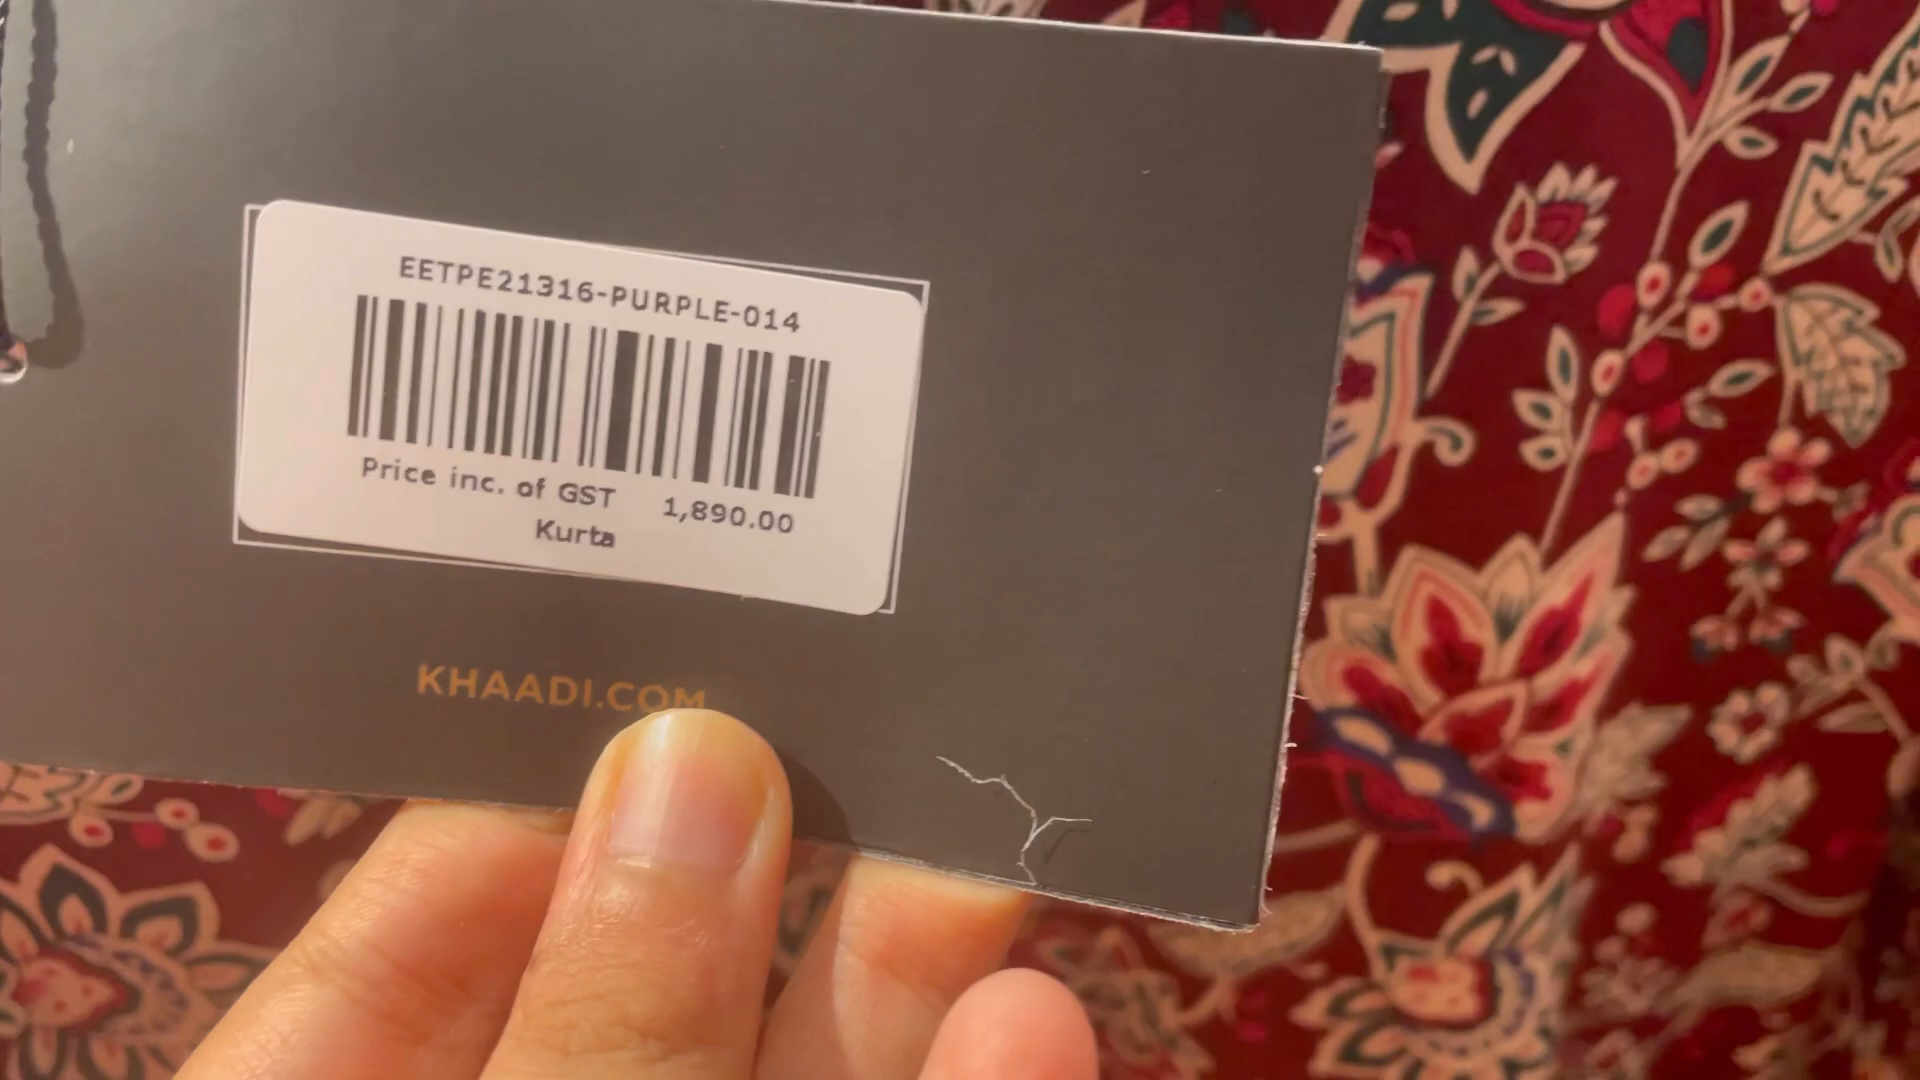 EETPE21316-PURPLE-014
Price inc. of GST 1,890.00
Kurta
KHAADI.COM